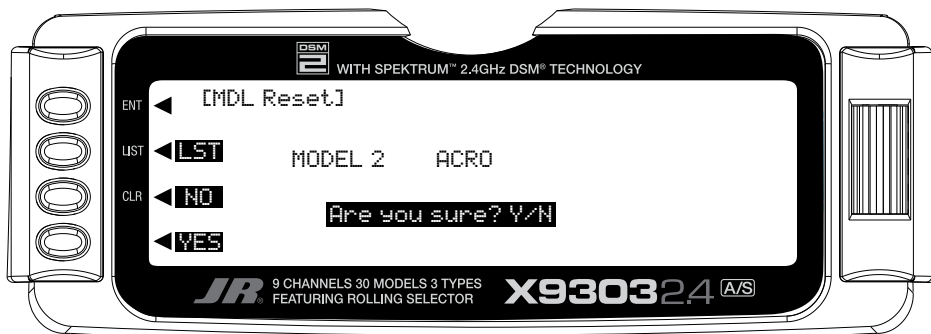 DSM
2 WITH SPEKTRUM™ 2.4GHz DSM® TECHNOLOGY
ENT [MDL Reset]
LIST LST MODEL 2 ACRO
CLR NO
Are you sure? Y/N
YES
JR® 9 CHANNELS 30 MODELS 3 TYPES
FEATURING ROLLING SELECTOR
X9303 2.4 A/S